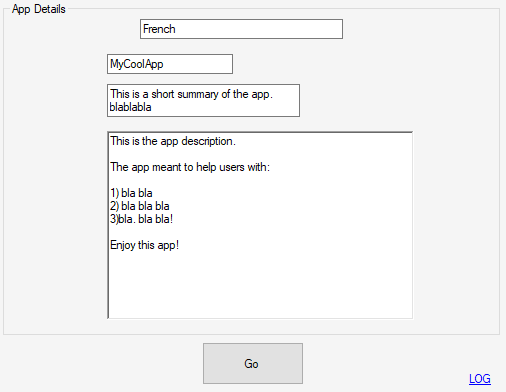 App Details
French
MyCoolApp
This is a short summary of the app.
blablabla
This is the app description.
The app meant to help users with:
1) bla bla
2) bla bla bla
3)bla. bla bla!
Enjoy this app!
Go
LOG